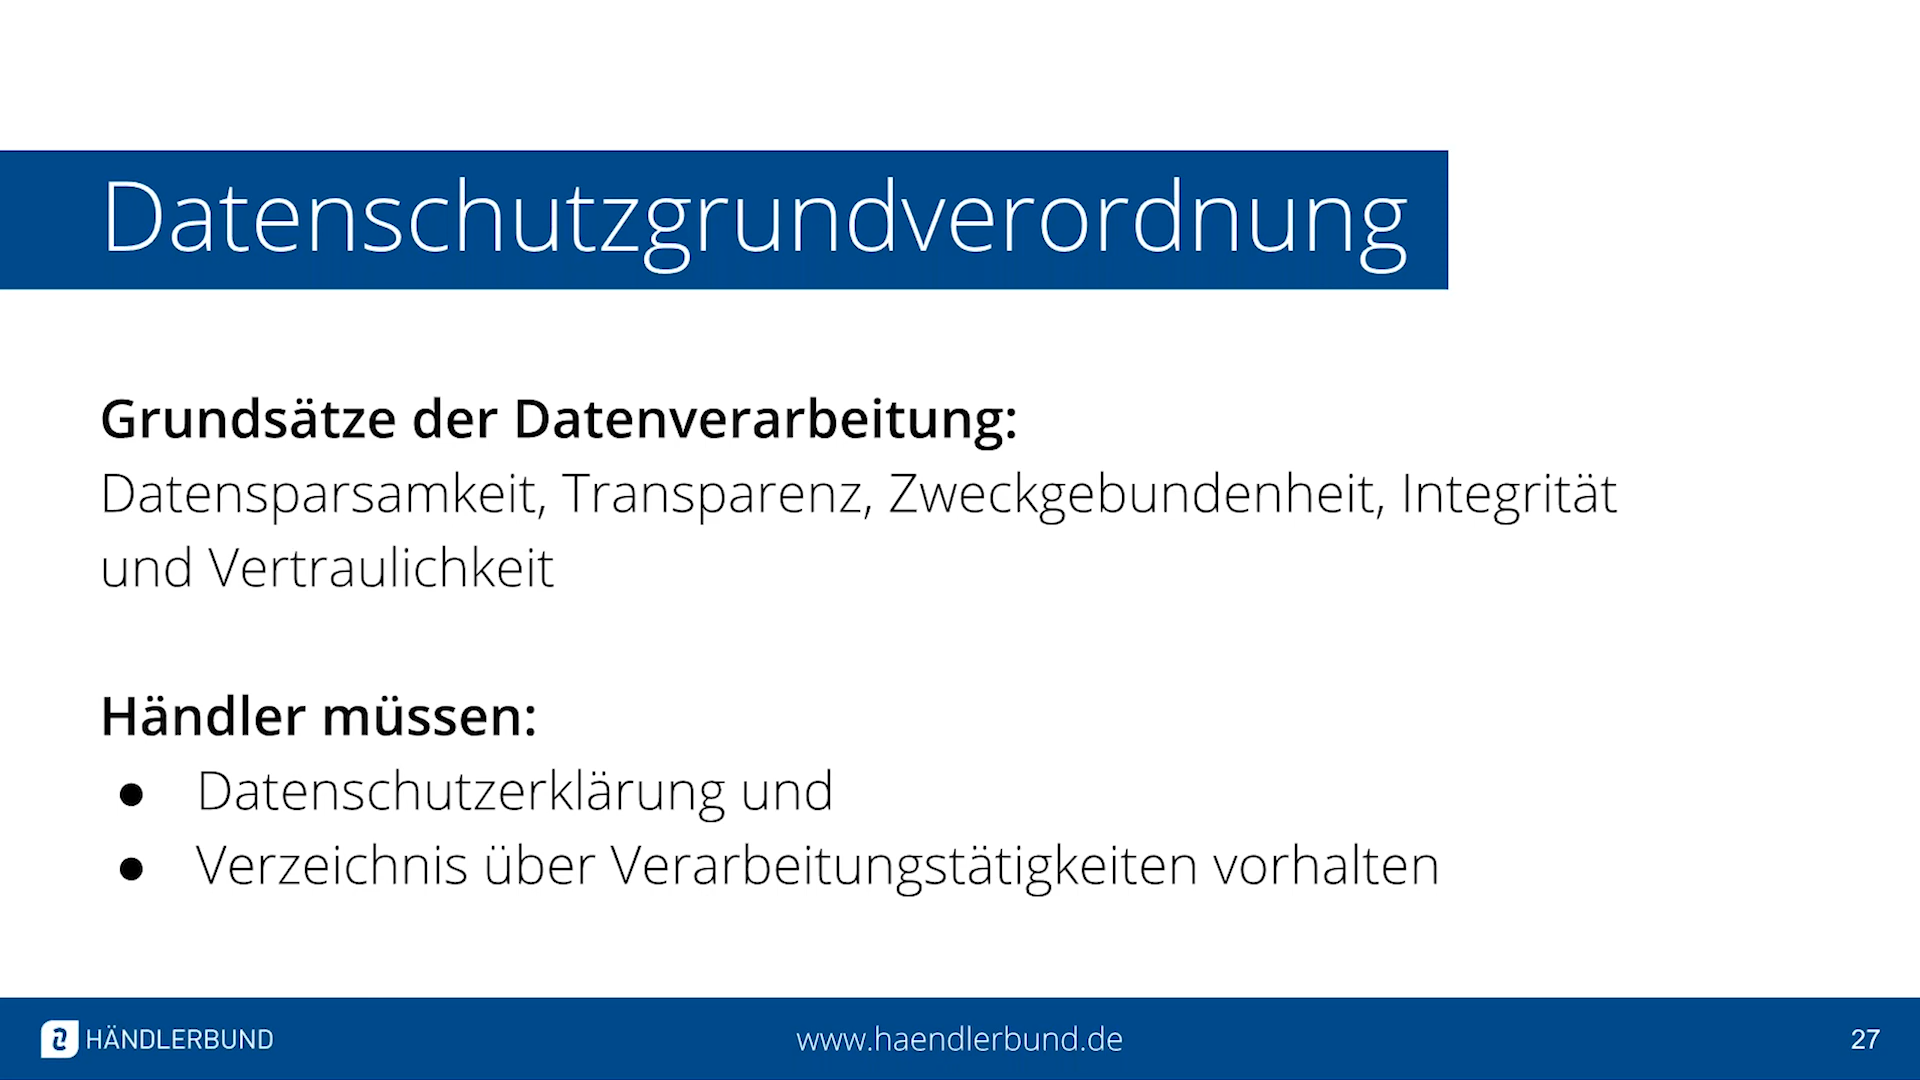 Datenschutzgrundverordnung
Grundsätze der Datenverarbeitung:
Datensparsamkeit, Transparenz, Zweckgebundenheit, Integrität
und Vertraulichkeit
Händler müssen:
● Datenschutzerklärung und
● Verzeichnis über Verarbeitungstätigkeiten vorhalten
HÄNDLERBUND
www.haendlerbund.de
27